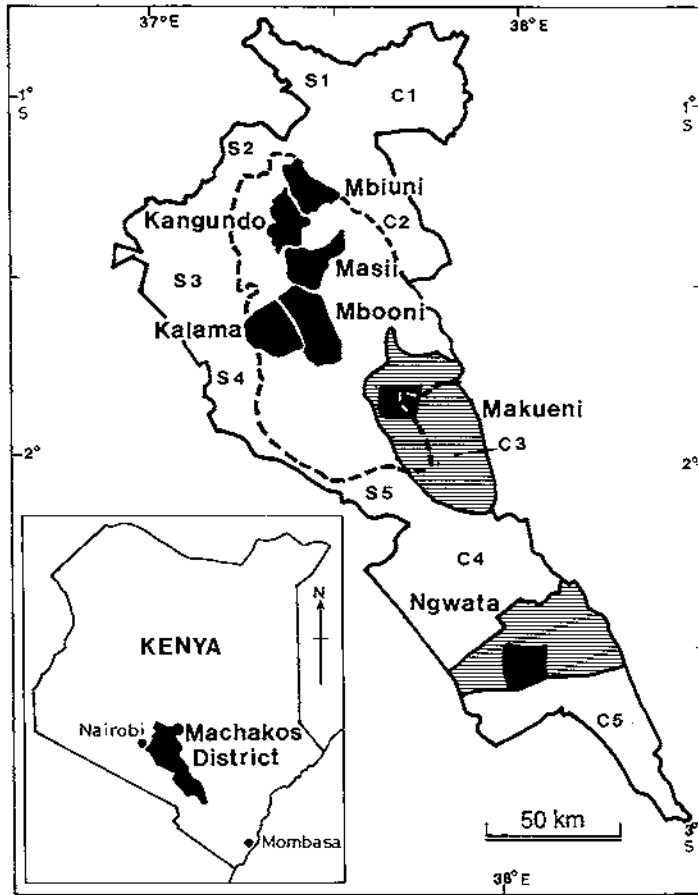 37°E
38°E
1°
S
1°
S
S1
C1
S2
Mbiuni
Kangundo
C2
Masii
S3
Mbooni
Kalama
S4
Makueni
C3
2°
2°
S5
C4
Ngwata
C5
50 km
3°
S
38°E
N
KENYA
Nairobi
Machakos
District
Mombasa